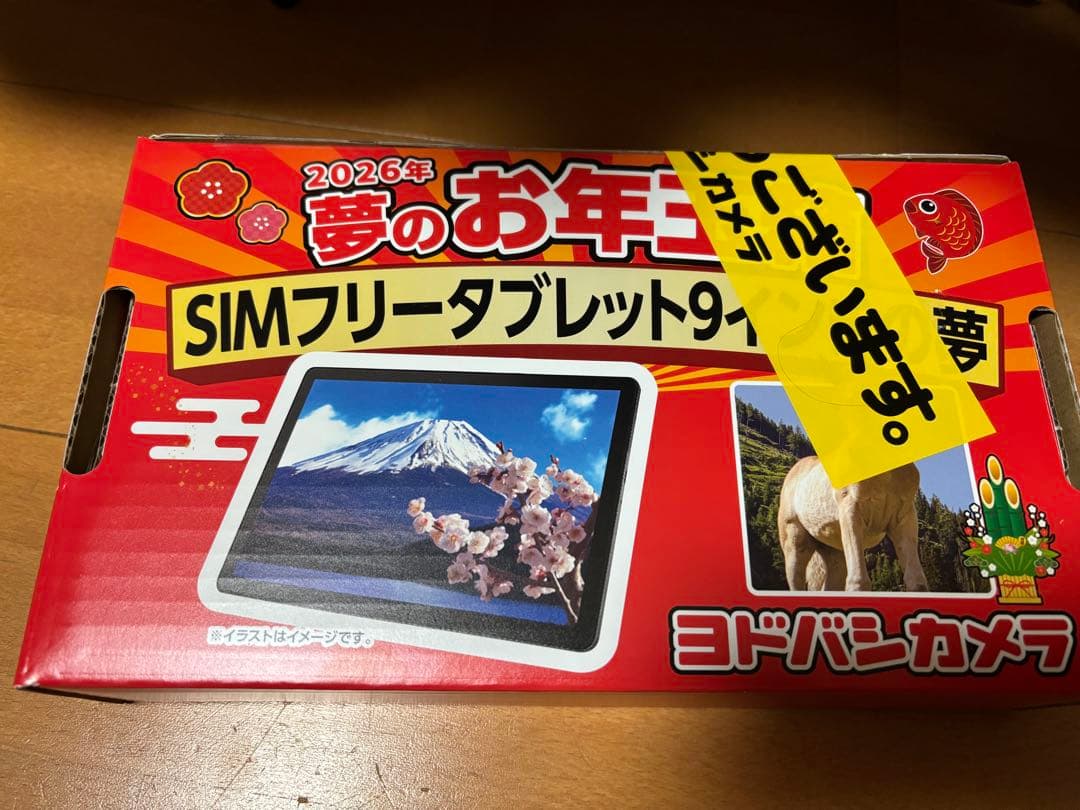 2026年
夢のお年玉
SIMフリータブレット9イン
の夢
ございます。
カメラ
※イラストはイメージです。
ヨドバシカメラ